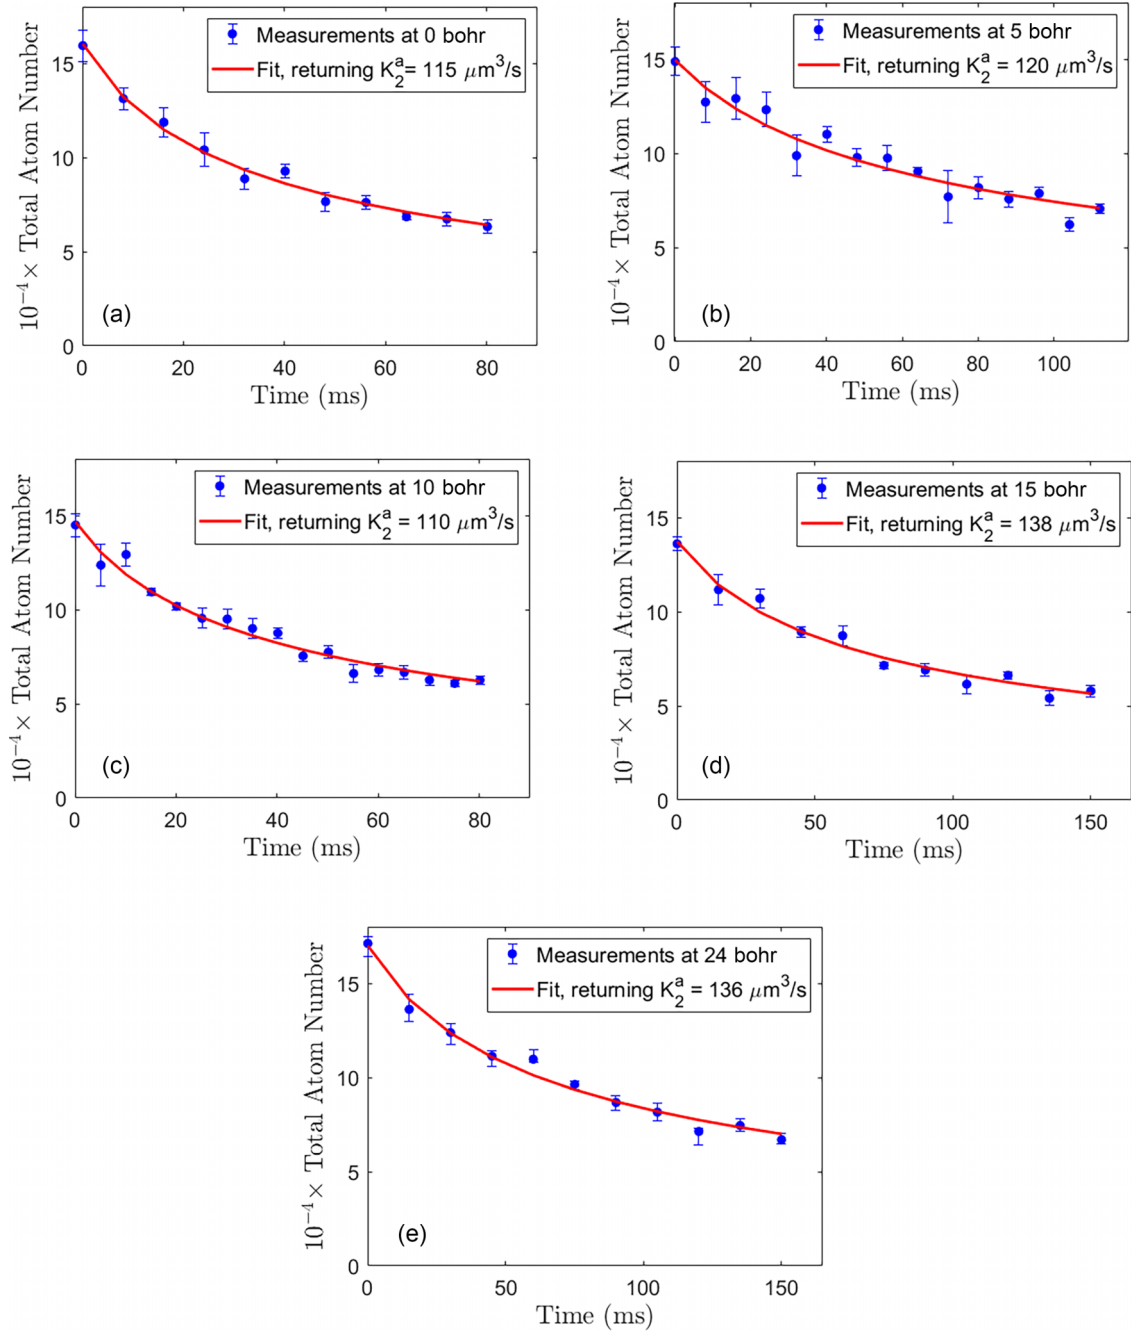 Measurements at 0 bohr
Fit, returning K₂ᵃ= 115 μm³/s
10⁻⁴× Total Atom Number
15
10
5
0
(a)
0 20 40 60 80
Time (ms)
Measurements at 5 bohr
Fit, returning K₂ᵃ = 120 μm³/s
10⁻⁴× Total Atom Number
15
10
5
0
(b)
0 20 40 60 80 100
Time (ms)
Measurements at 10 bohr
Fit, returning K₂ᵃ = 110 μm³/s
10⁻⁴× Total Atom Number
15
10
5
0
(c)
0 20 40 60 80
Time (ms)
Measurements at 15 bohr
Fit, returning K₂ᵃ = 138 μm³/s
10⁻⁴× Total Atom Number
15
10
5
0
(d)
0 50 100 150
Time (ms)
Measurements at 24 bohr
Fit, returning K₂ᵃ = 136 μm³/s
10⁻⁴× Total Atom Number
15
10
5
0
(e)
0 50 100 150
Time (ms)